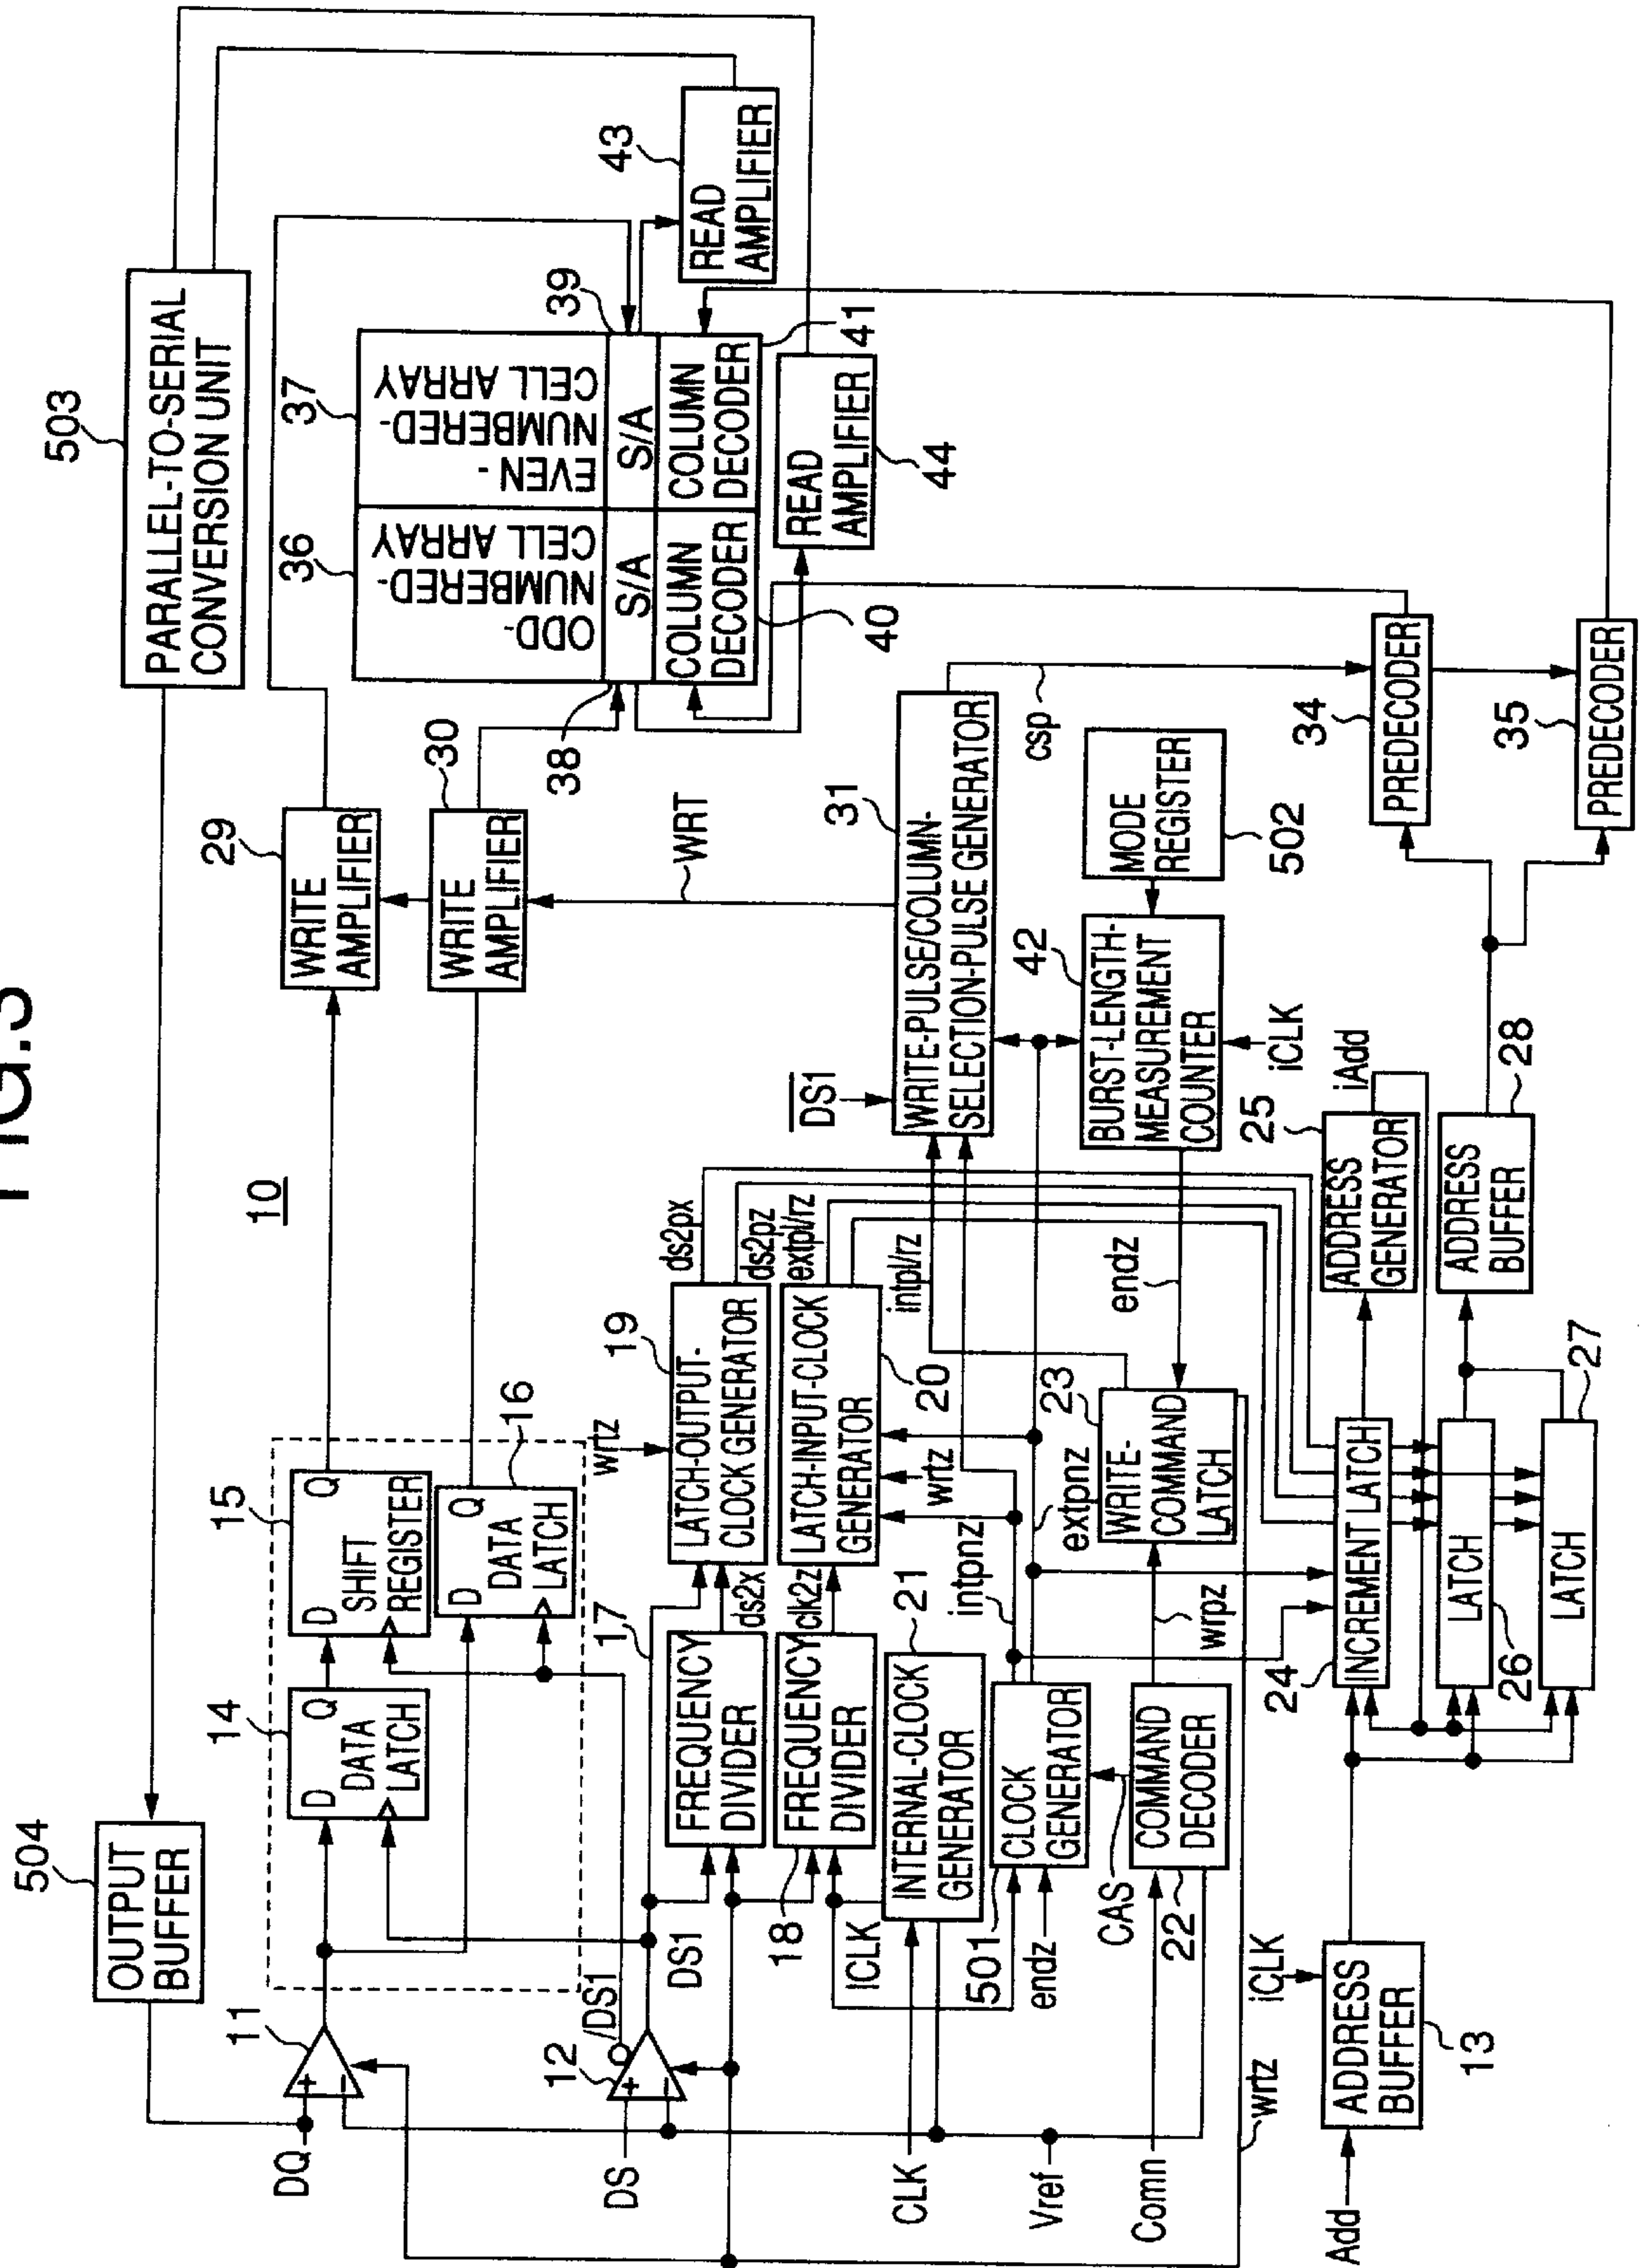 FIG.3
10
503
PARALLEL-TO-SERIAL
CONVERSION UNIT
504
OUTPUT
BUFFER
11
+
−
DQ
14
D Q
DATA
LATCH
15
D Q
SHIFT
REGISTER
16
D Q
DATA
LATCH
29
WRITE
AMPLIFIER
30
WRITE
AMPLIFIER
36
ODD-
NUMBERED-
CELL ARRAY
37
EVEN-
NUMBERED-
CELL ARRAY
38
S/A
39
S/A
40
COLUMN
DECODER
41
COLUMN
DECODER
43
READ
AMPLIFIER
44
READ
AMPLIFIER
12
+
−
/DS1
DS
DS1
17
FREQUENCY
DIVIDER
ds2x
wrtz
19
LATCH-OUTPUT-
CLOCK GENERATOR
ds2px
ds2pz
18
FREQUENCY
DIVIDER
clk2z
20
LATCH-INPUT-CLOCK
GENERATOR
extpl/rz
wrtz
iCLK
21
INTERNAL-CLOCK
GENERATOR
CLK
intpnz
extpnz
intpl/rz
DS1
31
WRITE-PULSE/COLUMN-
SELECTION-PULSE GENERATOR
WRT
csp
501
CLOCK
GENERATOR
endz
CAS
Vref
Comn
22
COMMAND
DECODER
wrpz
23
WRITE-
COMMAND
LATCH
endz
42
BURST-LENGTH-
MEASUREMENT
COUNTER
iCLK
MODE
REGISTER
502
wrtz
Add
iCLK
ADDRESS
BUFFER
13
24
INCREMENT LATCH
25
ADDRESS
GENERATOR
iAdd
26
LATCH
27
LATCH
28
ADDRESS
BUFFER
34
PREDECODER
35
PREDECODER